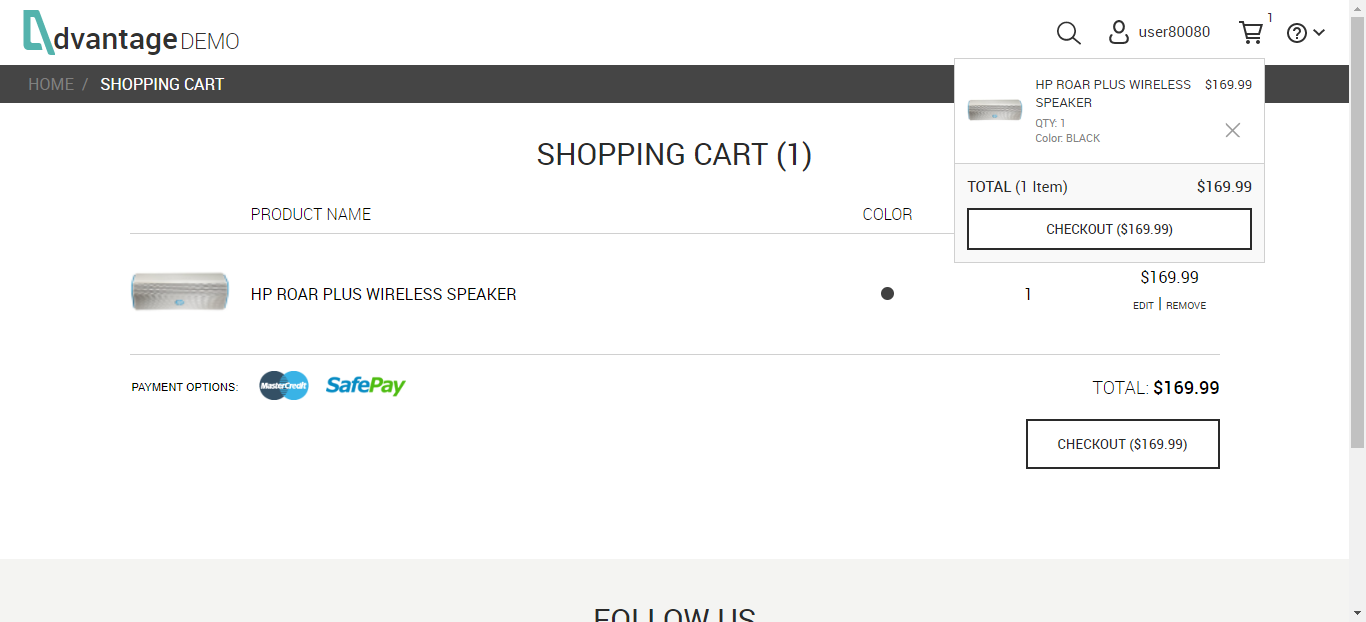 dvantage DEMO
user80080
1
HOME / SHOPPING CART
HP ROAR PLUS WIRELESS SPEAKER
$169.99
QTY: 1
Color: BLACK
TOTAL (1 Item) $169.99
CHECKOUT ($169.99)
SHOPPING CART (1)
PRODUCT NAME COLOR
HP ROAR PLUS WIRELESS SPEAKER 1 $169.99
EDIT | REMOVE
PAYMENT OPTIONS: MasterCredit SafePay
TOTAL: $169.99
CHECKOUT ($169.99)
FOLLOW US